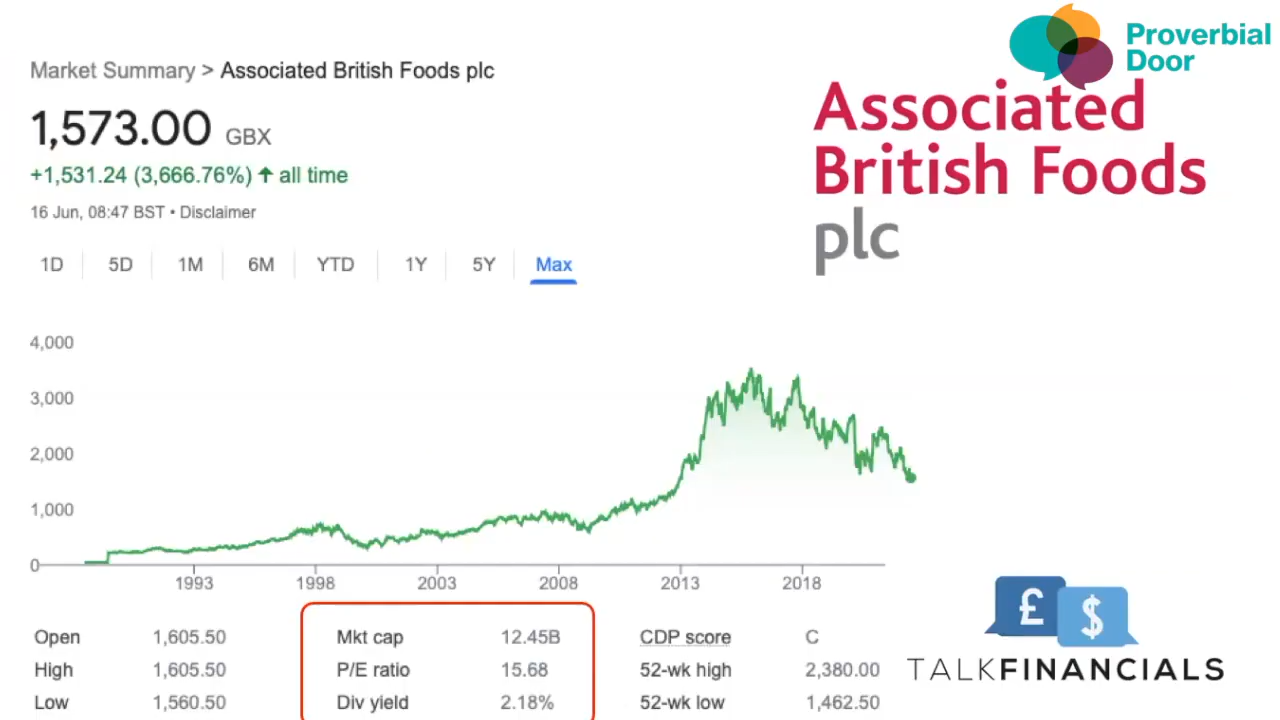 Proverbial
Door
Market Summary > Associated British Foods plc
1,573.00 GBX
+1,531.24 (3,666.76%) ↑ all time
16 Jun, 08:47 BST • Disclaimer
Associated
British Foods
plc
1D 5D 1M 6M YTD 1Y 5Y Max
4,000
3,000
2,000
1,000
0
1993 1998 2003 2008 2013 2018
Open 1,605.50 Mkt cap 12.45B CDP score C
High 1,605.50 P/E ratio 15.68 52-wk high 2,380.00
Low 1,560.50 Div yield 2.18% 52-wk low 1,462.50
£ $
TALKFINANCIALS